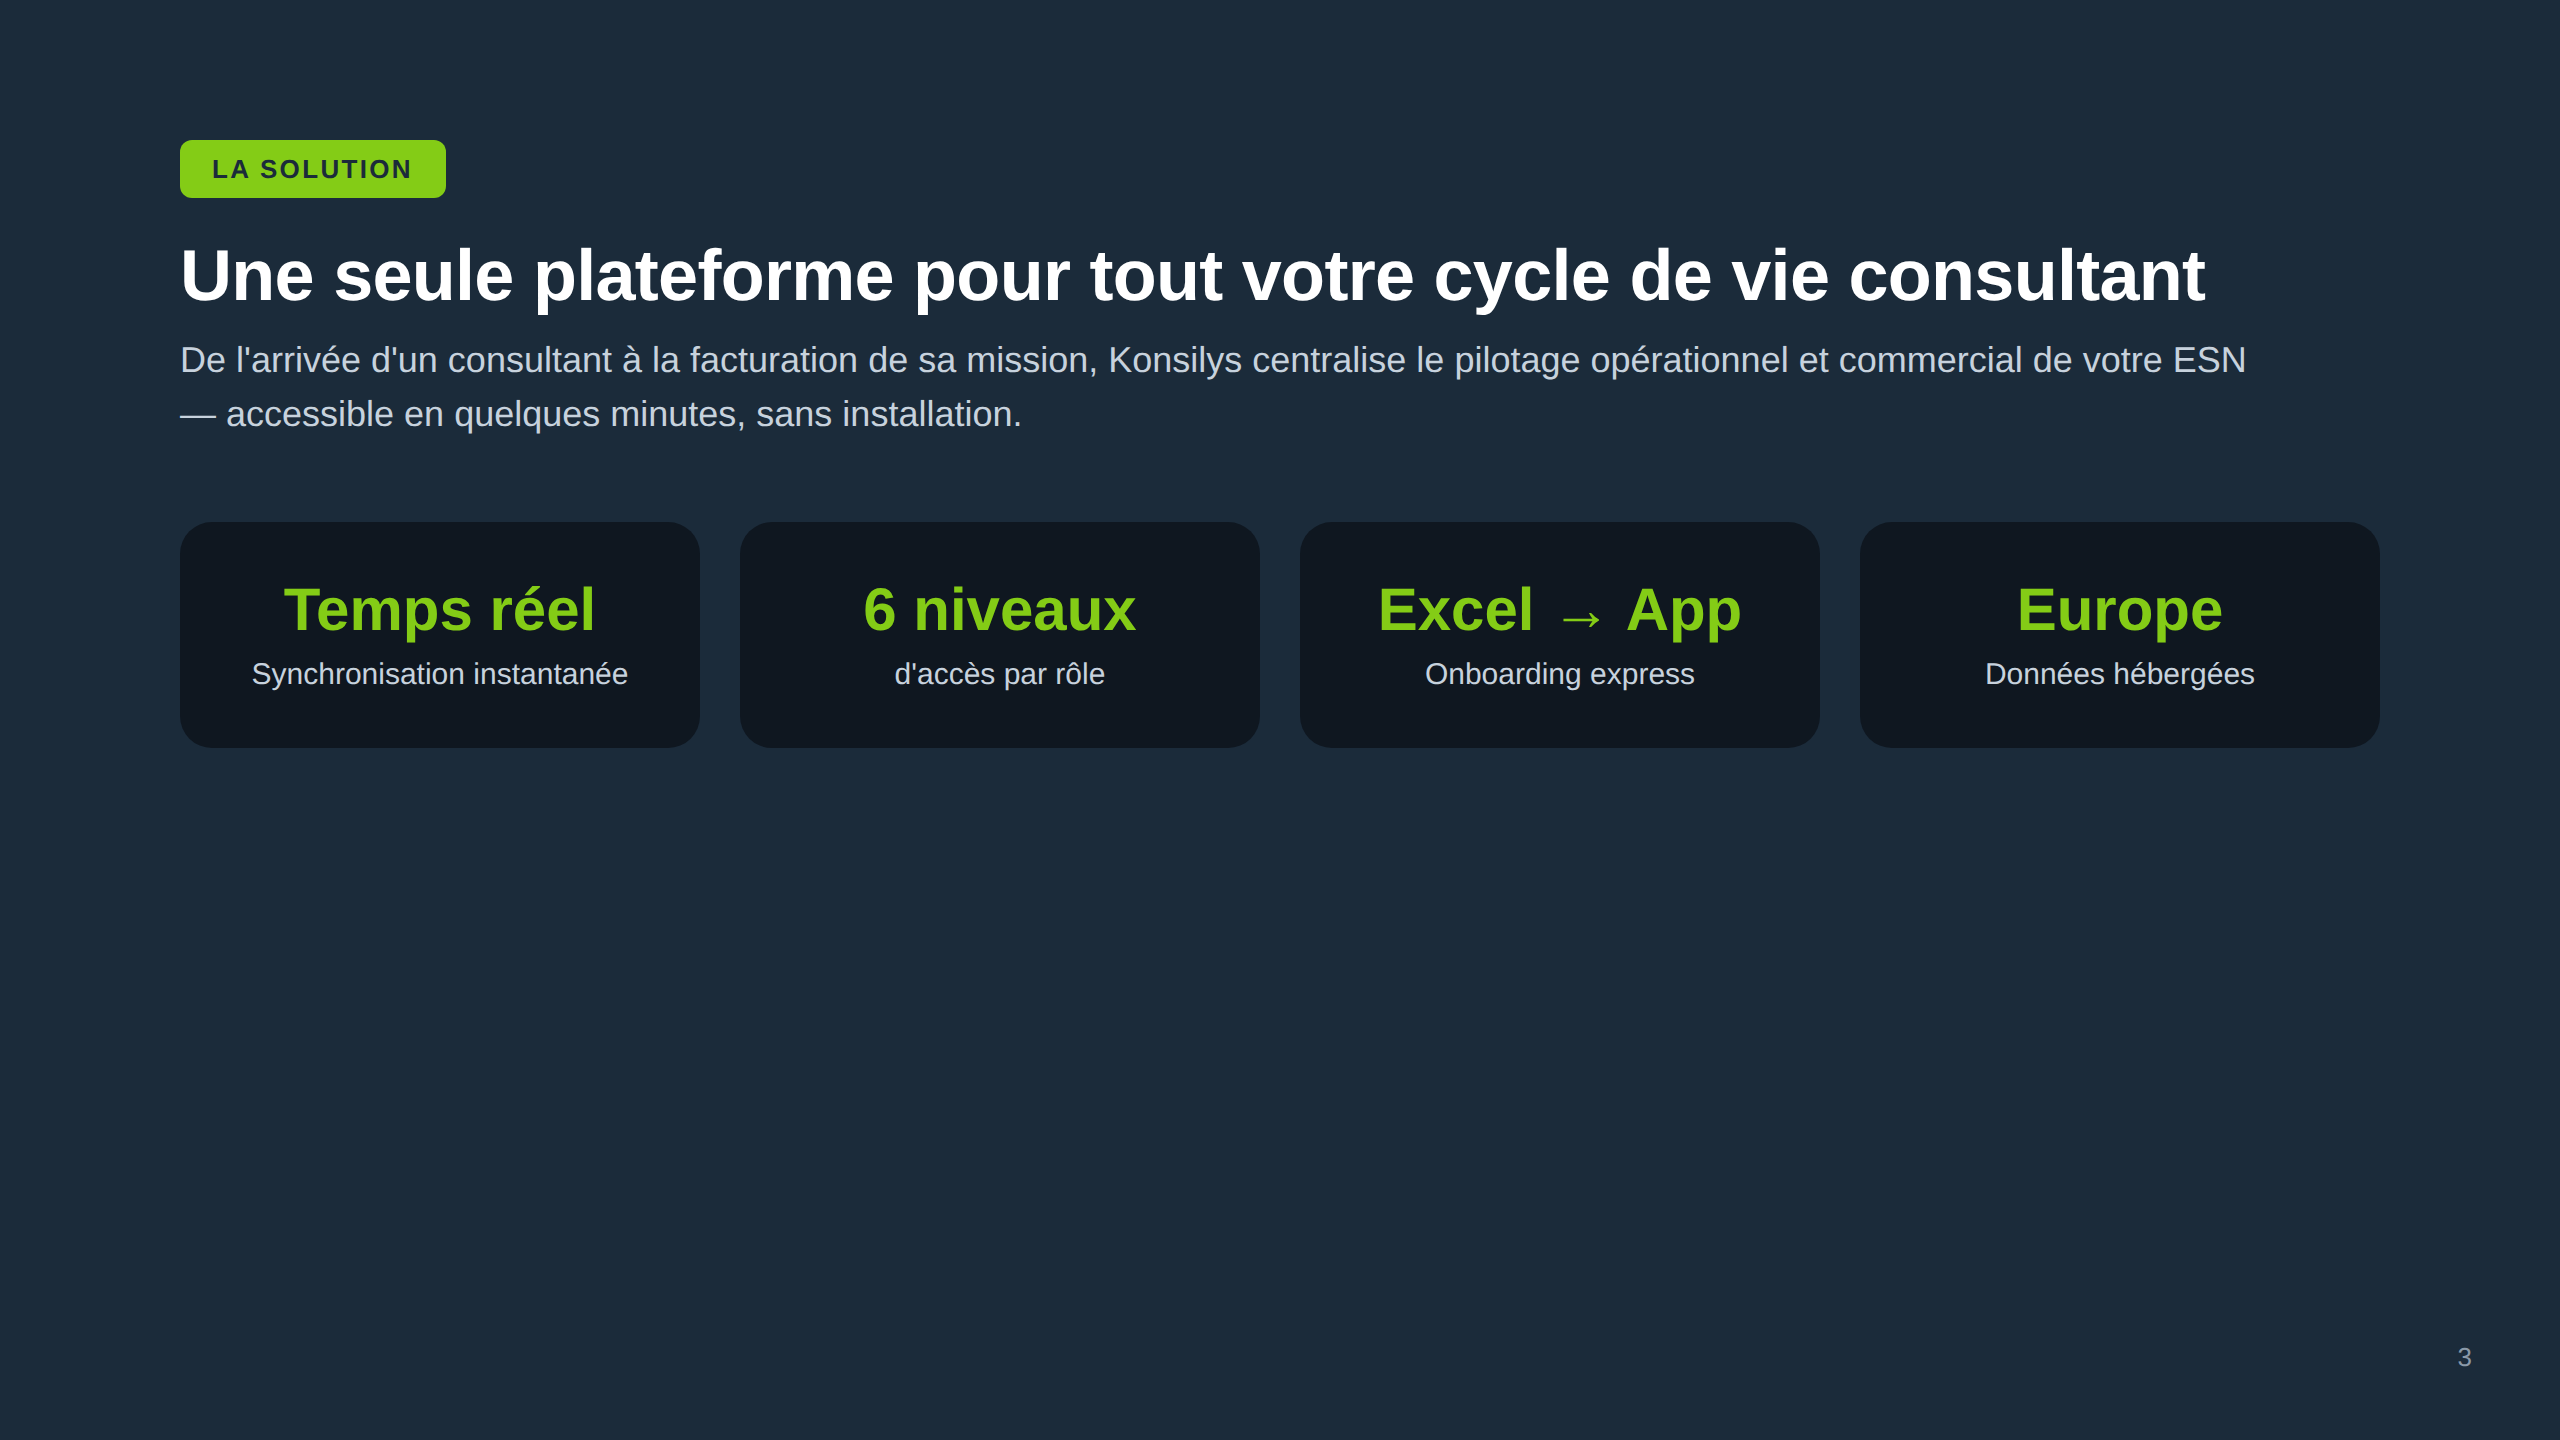 LA SOLUTION
Une seule plateforme pour tout votre cycle de vie consultant
De l'arrivée d'un consultant à la facturation de sa mission, Konsilys centralise le pilotage opérationnel et commercial de votre ESN
— accessible en quelques minutes, sans installation.
Temps réel
Synchronisation instantanée
6 niveaux
d'accès par rôle
Excel → App
Onboarding express
Europe
Données hébergées
3